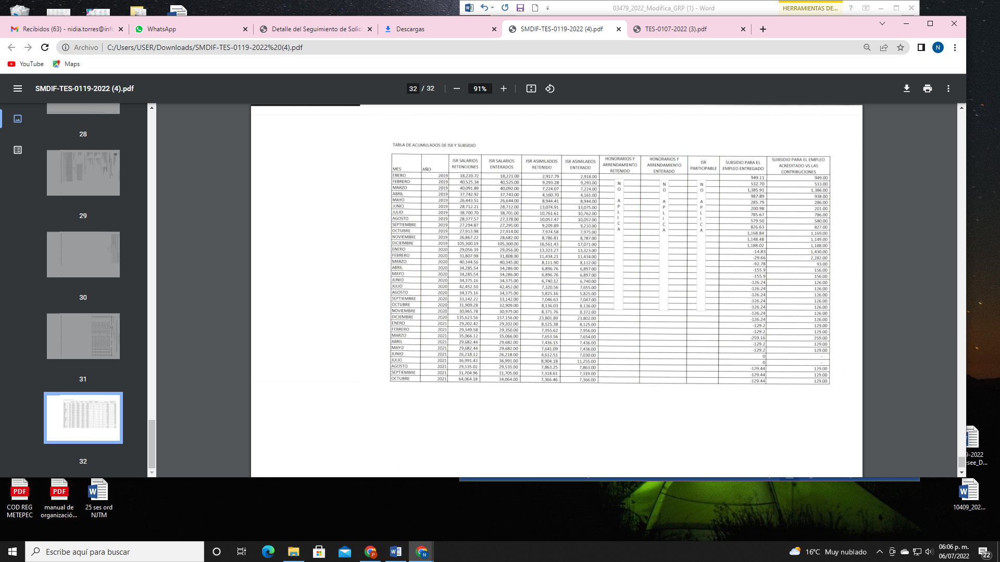 03479_2022_Modifica_GRP (1) - Word
HERRAMIENTAS DE...
Recibidos (63) - nidia.torres@info
WhatsApp
Detalle del Seguimiento de Solic
Descargas
SMDIF-TES-0119-2022 (4).pdf
TES-0107-2022 (3).pdf
Archivo
C:/Users/USER/Downloads/SMDIF-TES-0119-2022%20(4).pdf
N
YouTube
Maps
SMDIF-TES-0119-2022 (4).pdf
32 / 32
91%
28
29
30
31
32
TABLA DE ACUMULADOS DE ISR Y SUBSIDIO
MES AÑO ISR SALARIOS RETENCIONES ISR SALARIOS ENTERADOS ISR ASIMILADOS RETENIDO ISR ASIMILADOS ENTERADO HONORARIOS Y ARRENDAMIENTO RETENIDO HONORARIOS Y ARRENDAMIENTO ENTERADO ISR PARTICIPABLE SUBSIDIO PARA EL EMPLEO ENTREGADO SUBSIDIO PARA EL EMPLEO ACREDITADO VS LAS CONTRIBUCIONES
ENERO 2019 18,220.72 18,221.00 2,917.79 2,918.00 949.11 949.00
FEBRERO 2019 40,525.34 40,525.00 9,293.28 9,293.00 532.70 533.00
MARZO 2019 40,091.89 40,092.00 7,224.07 7,224.00 1,385.91 1,386.00
ABRIL 2019 37,742.92 37,743.00 4,160.70 4,161.00 987.89 938.00
MAYO 2019 26,443.51 26,644.00 8,944.41 8,944.00 285.79 286.00
JUNIO 2019 28,712.21 28,712.00 13,074.91 13,075.00 200.98 201.00
JULIO 2019 38,700.70 38,701.00 10,761.61 10,762.00 785.67 786.00
AGOSTO 2019 28,377.57 27,378.00 10,057.47 10,057.00 579.50 580.00
SEPTIEMBRE 2019 27,294.87 27,295.00 9,209.89 9,210.00 826.63 827.00
OCTUBRE 2019 27,913.98 27,914.00 7,974.58 7,975.00 1,168.84 1,169.00
NOVIEMBRE 2019 26,867.22 28,682.00 8,786.81 8,787.00 1,148.48 1,149.00
DICIEMBRE 2019 105,300.19 105,300.00 16,561.43 17,071.00 1,188.02 1,188.00
ENERO 2020 29,056.39 29,056.00 13,323.27 13,323.00 -14.83 1,430.00
FEBRERO 2020 31,807.98 31,808.00 11,434.21 11,434.00 -29.66 2,282.00
MARZO 2020 40,344.56 40,345.00 8,111.90 8,112.00 -92.78 93.00
ABRIL 2020 34,285.54 34,286.00 6,896.76 6,897.00 -155.9 156.00
MAYO 2020 34,285.54 34,286.00 6,896.76 6,897.00 -155.9 156.00
JUNIO 2020 34,375.16 34,375.00 6,740.12 6,740.00 -126.24 126.00
JULIO 2020 42,452.50 42,452.00 7,320.56 7,655.00 -126.24 126.00
AGOSTO 2020 34,375.16 34,375.00 5,825.16 5,825.00 -126.24 126.00
SEPTIEMBRE 2020 33,142.22 33,142.00 7,046.63 7,047.00 -126.24 126.00
OCTUBRE 2020 31,909.28 32,909.00 8,136.03 8,136.00 -126.24 126.00
NOVIEMBRE 2020 30,965.78 30,979.00 8,371.76 8,372.00 -126.24 126.00
DICIEMBRE 2020 135,623.56 137,156.00 23,801.89 23,802.00 -126.24 126.00
ENERO 2021 29,202.42 29,202.00 8,125.38 8,125.00 -129.2 129.00
FEBRERO 2021 29,349.58 29,350.00 7,955.62 7,956.00 -129.2 129.00
MARZO 2021 35,066.12 35,066.00 7,653.56 7,654.00 -259.16 259.00
ABRIL 2021 29,682.44 29,682.00 7,436.15 7,436.00 -129.2 129.00
MAYO 2021 29,682.44 29,682.00 7,641.09 7,436.00 -129.2 129.00
JUNIO 2021 26,218.12 26,218.00 4,612.51 7,030.00 0 -
JULIO 2021 36,991.43 36,991.00 8,904.18 11,255.00 0 -
AGOSTO 2021 29,535.02 29,535.00 7,863.25 7,863.00 -129.44 129.00
SEPTIEMBRE 2021 31,704.96 31,705.00 7,318.61 7,319.00 -129.44 129.00
OCTUBRE 2021 64,064.18 34,064.00 7,366.46 7,366.00 -129.44 129.00
NO APLICA
NO APLICA
NO APLICA
9-2022
esee_D...
COD REG
METEPEC
manual de
organizació...
25 ses ord
NJTM
10409_202...
Escribe aquí para buscar
16°C Muy nublado
06:06 p. m.
06/07/2022
22